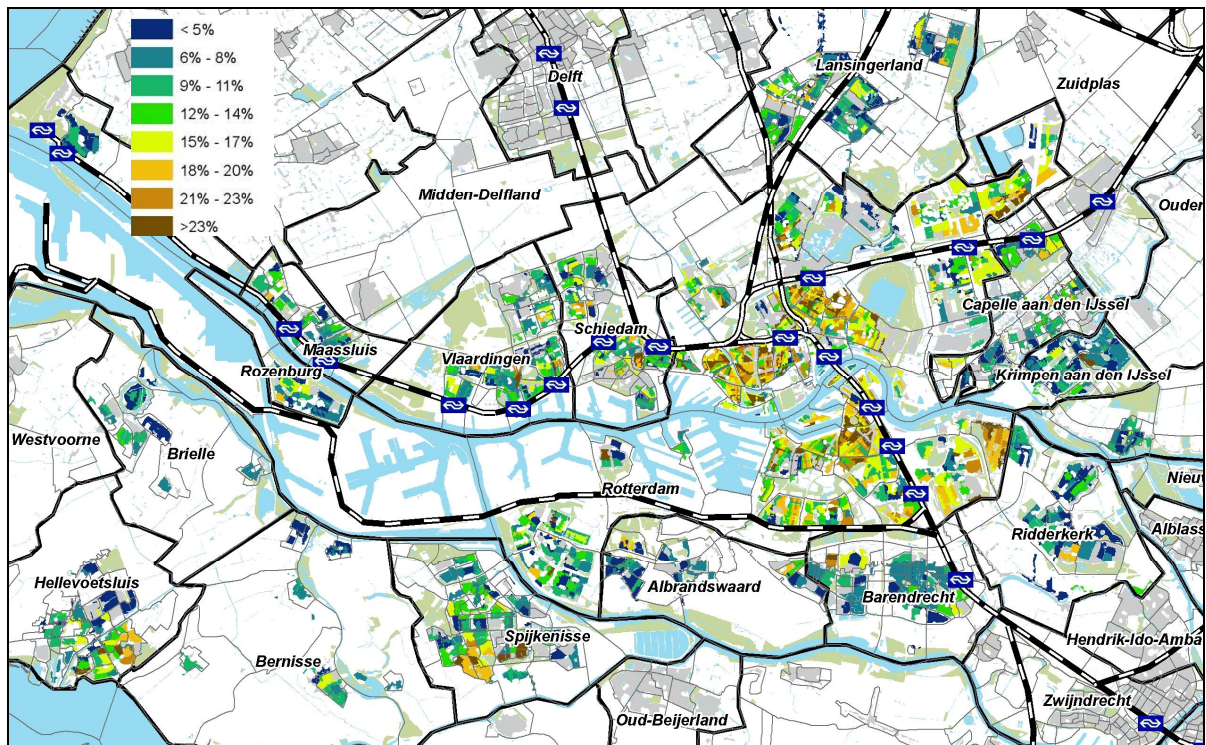 < 5%
6% - 8%
9% - 11%
12% - 14%
15% - 17%
18% - 20%
21% - 23%
>23%
Delft
Lansingerland
Zuidplas
Midden-Delfland
Ouder
Capelle aan den IJssel
Schiedam
Maassluis
Vlaardingen
Rozenburg
Krimpen aan den IJssel
Westvoorne
Brielle
Rotterdam
Nieuw
Ridderkerk
Alblass
Hellevoetsluis
Albrandswaard
Barendrecht
Spijkenisse
Hendrik-Ido-Amba
Bernisse
Zwijndrecht
Oud-Beijerland